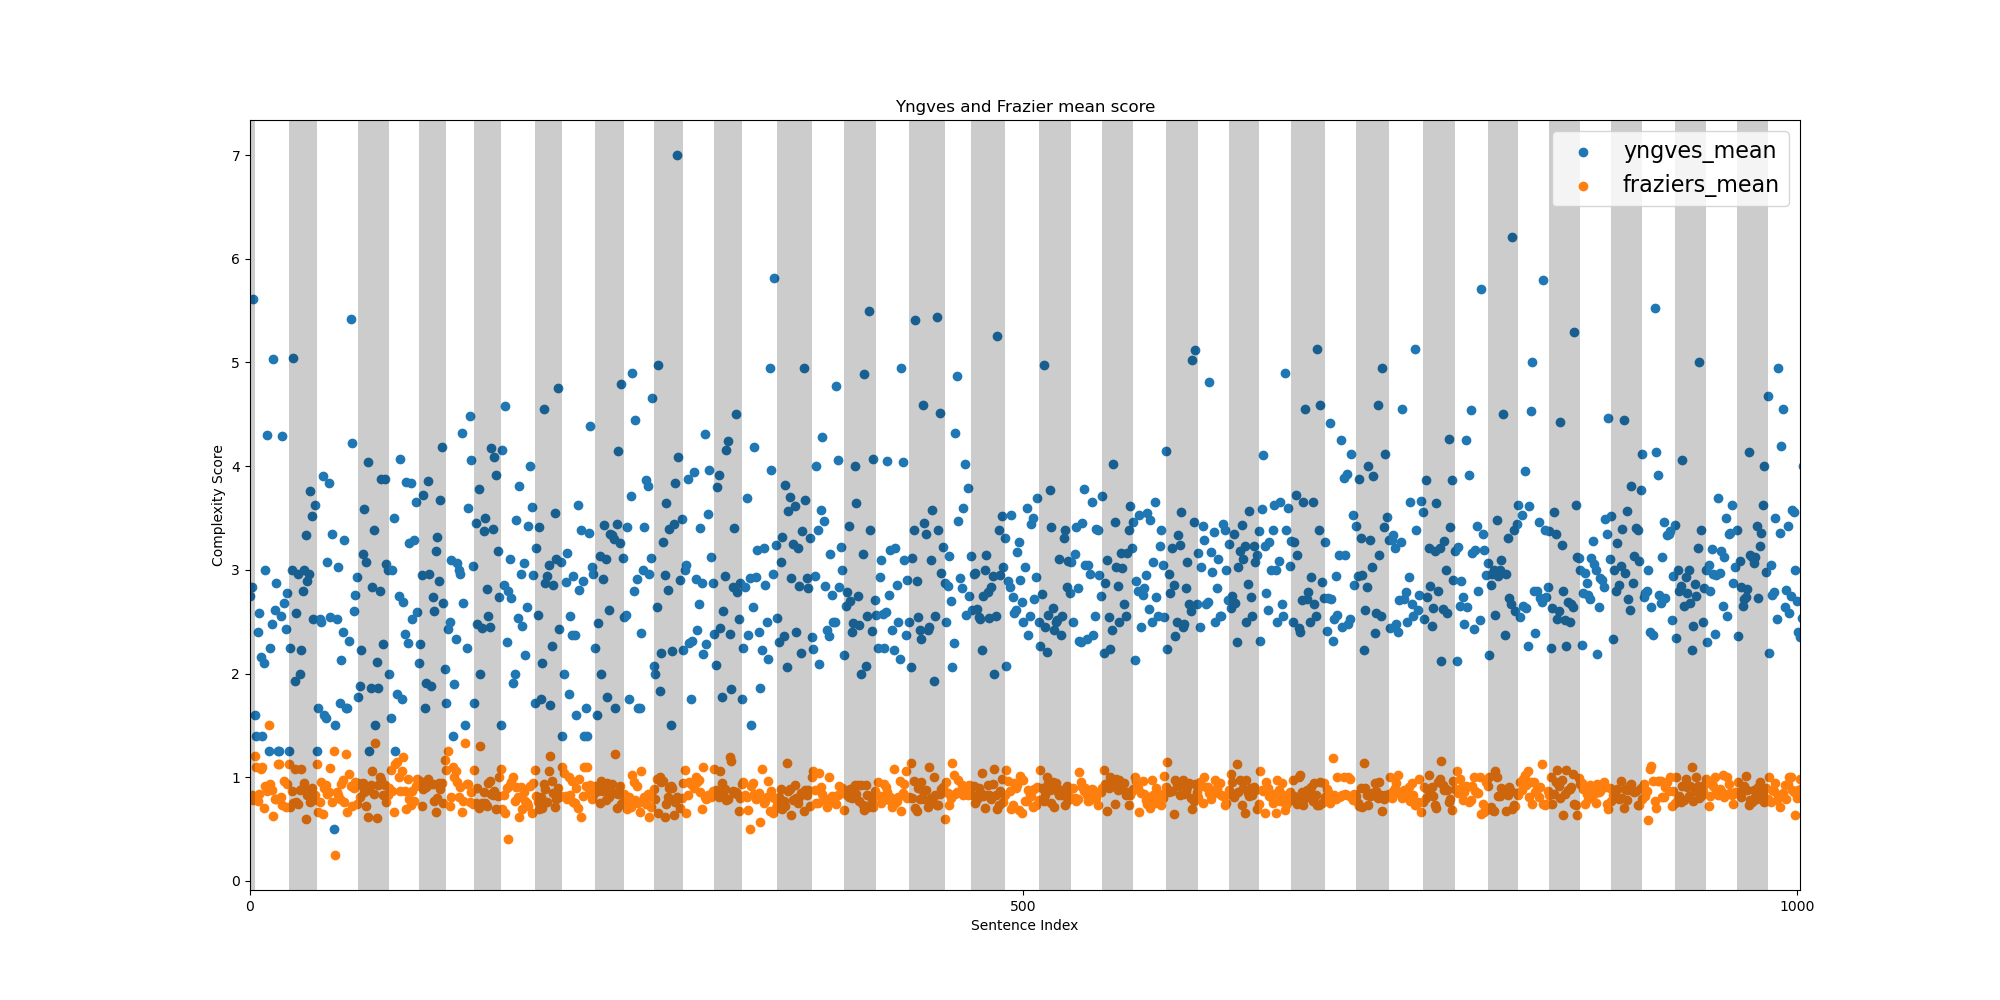 Yngves and Frazier mean score
yngves_mean
fraziers_mean
Complexity Score
7
6
5
4
3
2
1
0
0 500 1000
Sentence Index